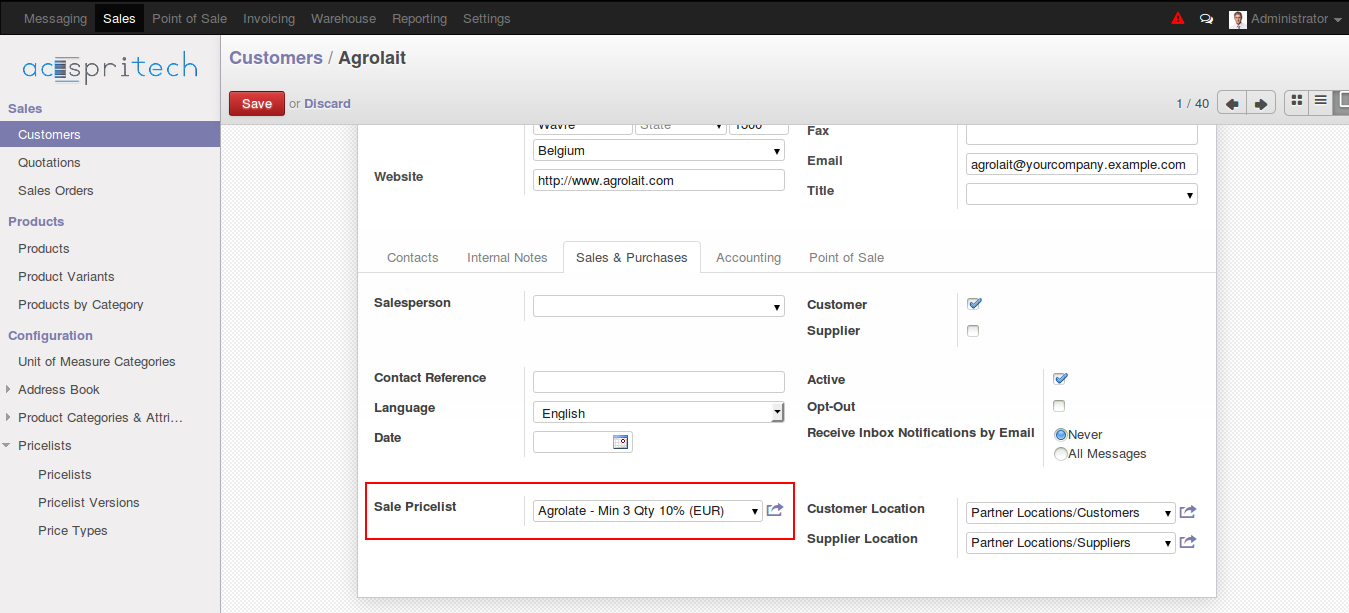 Messaging Sales Point of Sale Invoicing Warehouse Reporting Settings Administrator
acespritech
Customers / Agrolait
Save or Discard
1 / 40
Sales
Customers
Quotations
Sales Orders
Products
Products
Product Variants
Products by Category
Configuration
Unit of Measure Categories
Address Book
Product Categories & Attri...
Pricelists
Pricelists
Pricelist Versions
Price Types
Wavre State 1300
Belgium
Website http://www.agrolait.com
Fax
Email agrolait@yourcompany.example.com
Title
Contacts Internal Notes Sales & Purchases Accounting Point of Sale
Salesperson
Customer
Supplier
Contact Reference
Language English
Date
Active
Opt-Out
Receive Inbox Notifications by Email Never
All Messages
Sale Pricelist Agrolate - Min 3 Qty 10% (EUR)
Customer Location Partner Locations/Customers
Supplier Location Partner Locations/Suppliers